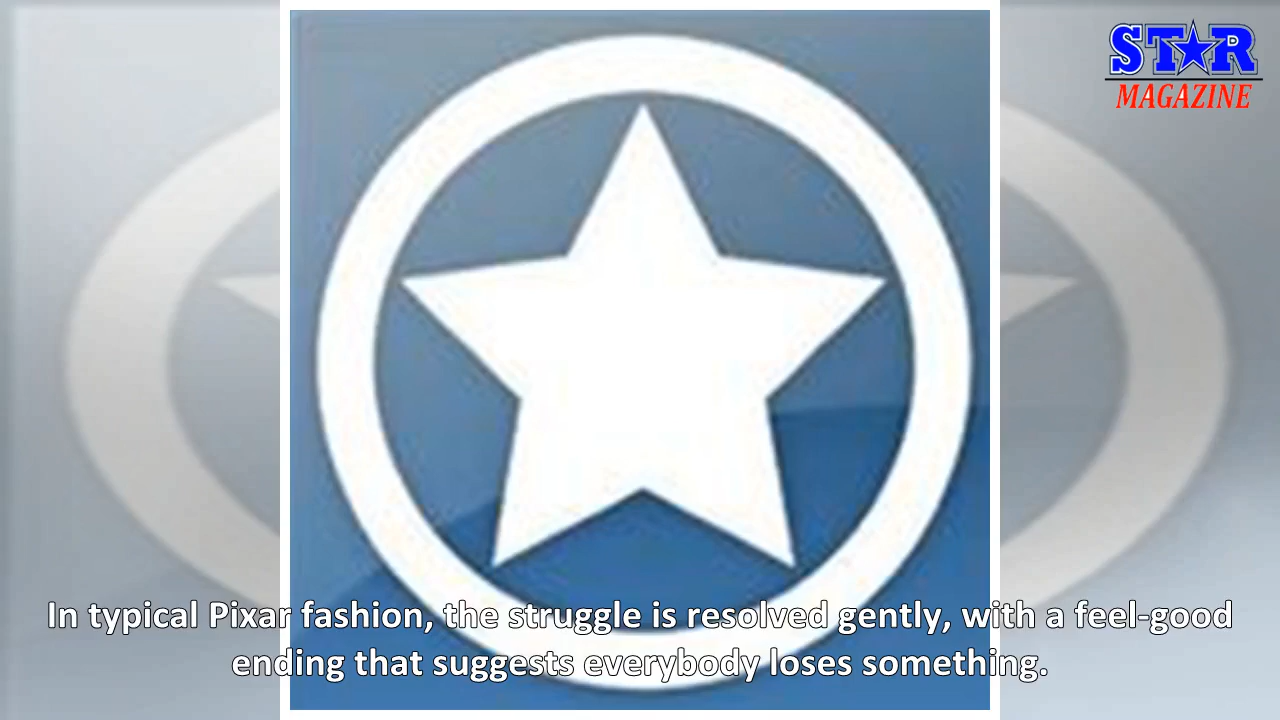 STAR
MAGAZINE
In typical Pixar fashion, the struggle is resolved gently, with a feel-good
ending that suggests everybody loses something.